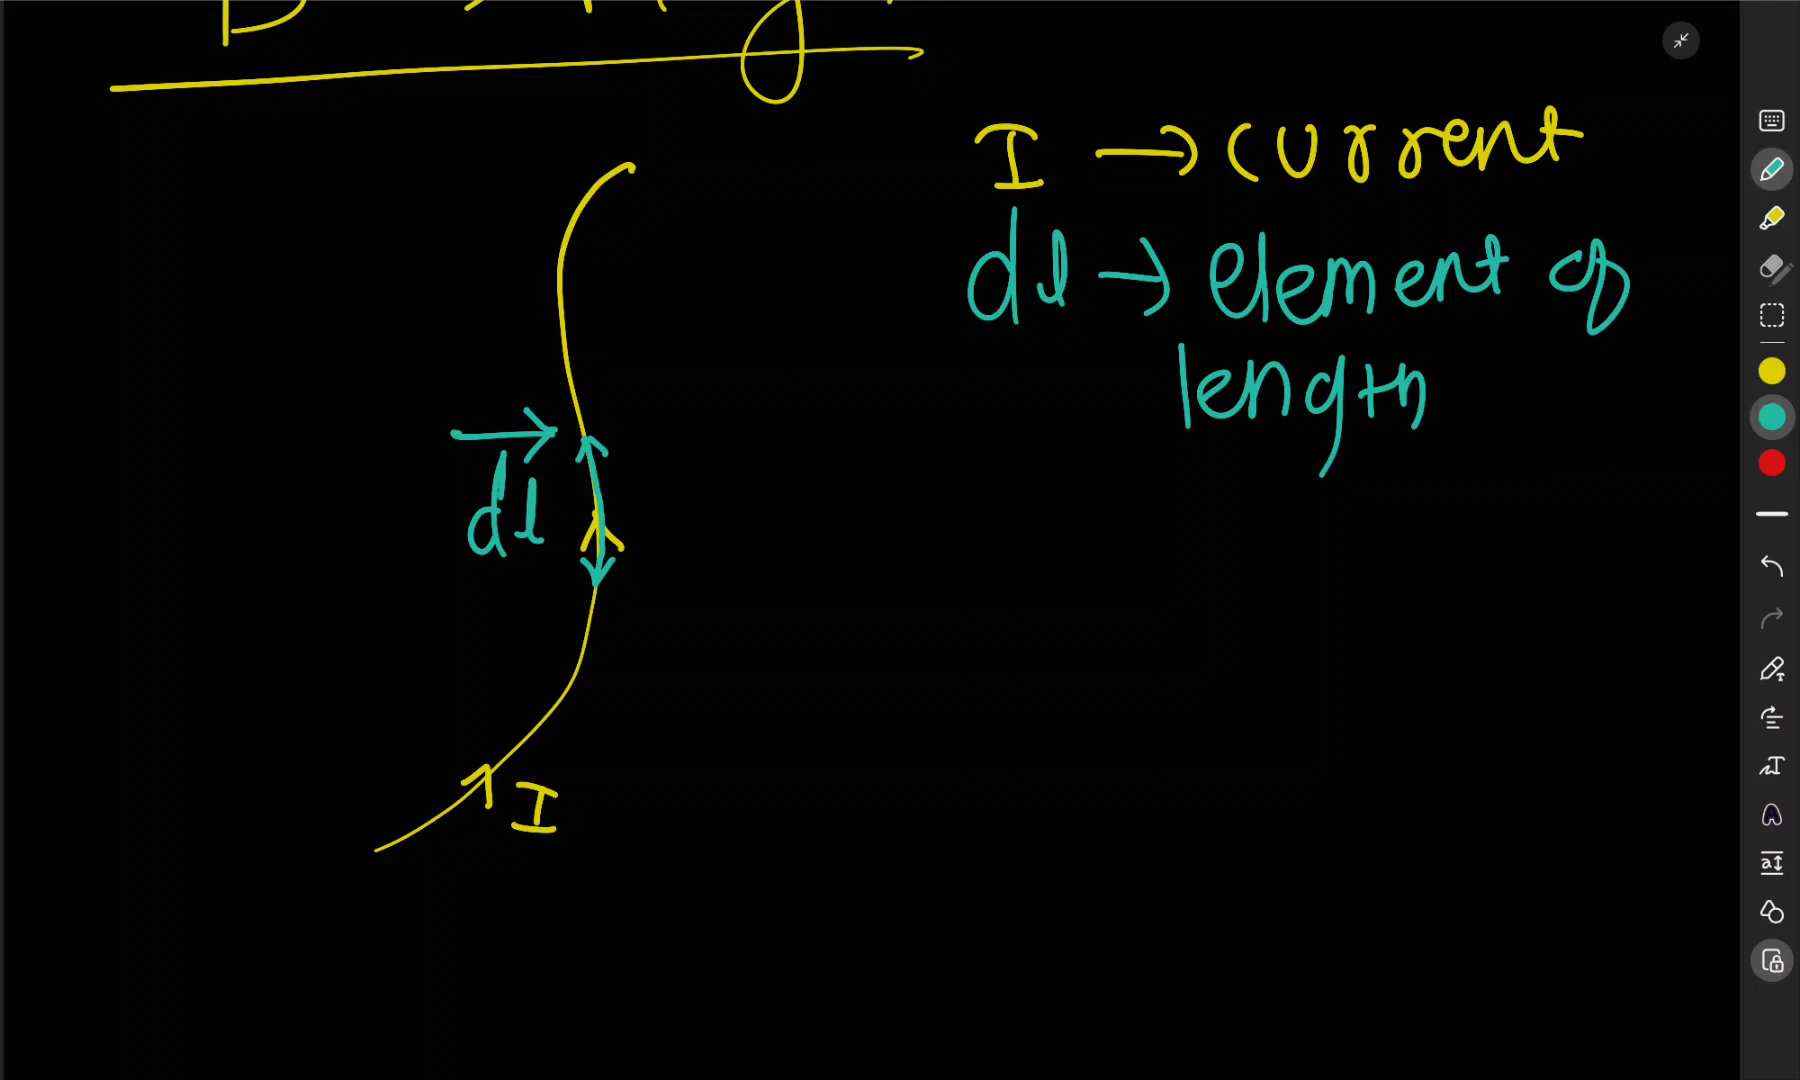 I → current
dl → element of
length
dl
I